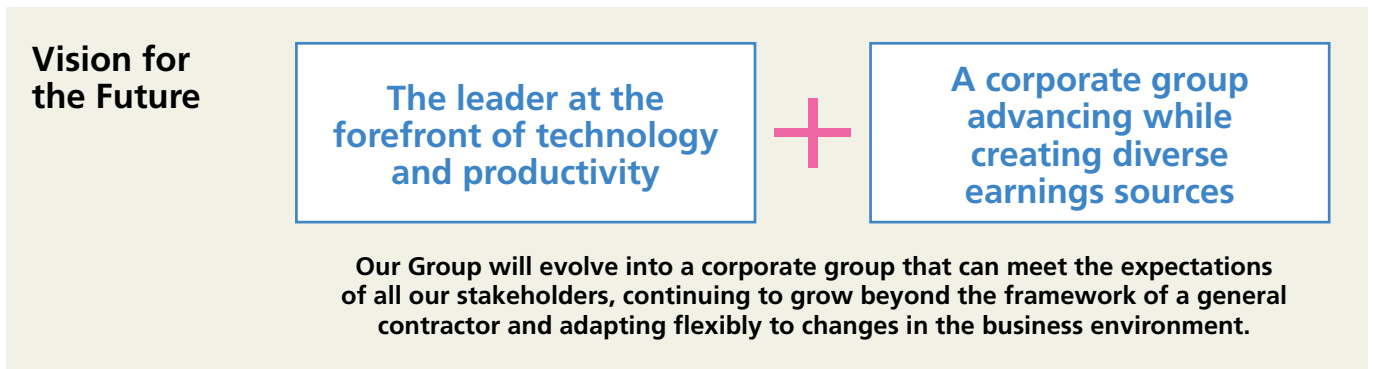 Vision for
the Future
The leader at the
forefront of technology
and productivity
+
A corporate group
advancing while
creating diverse
earnings sources
Our Group will evolve into a corporate group that can meet the expectations
of all our stakeholders, continuing to grow beyond the framework of a general
contractor and adapting flexibly to changes in the business environment.